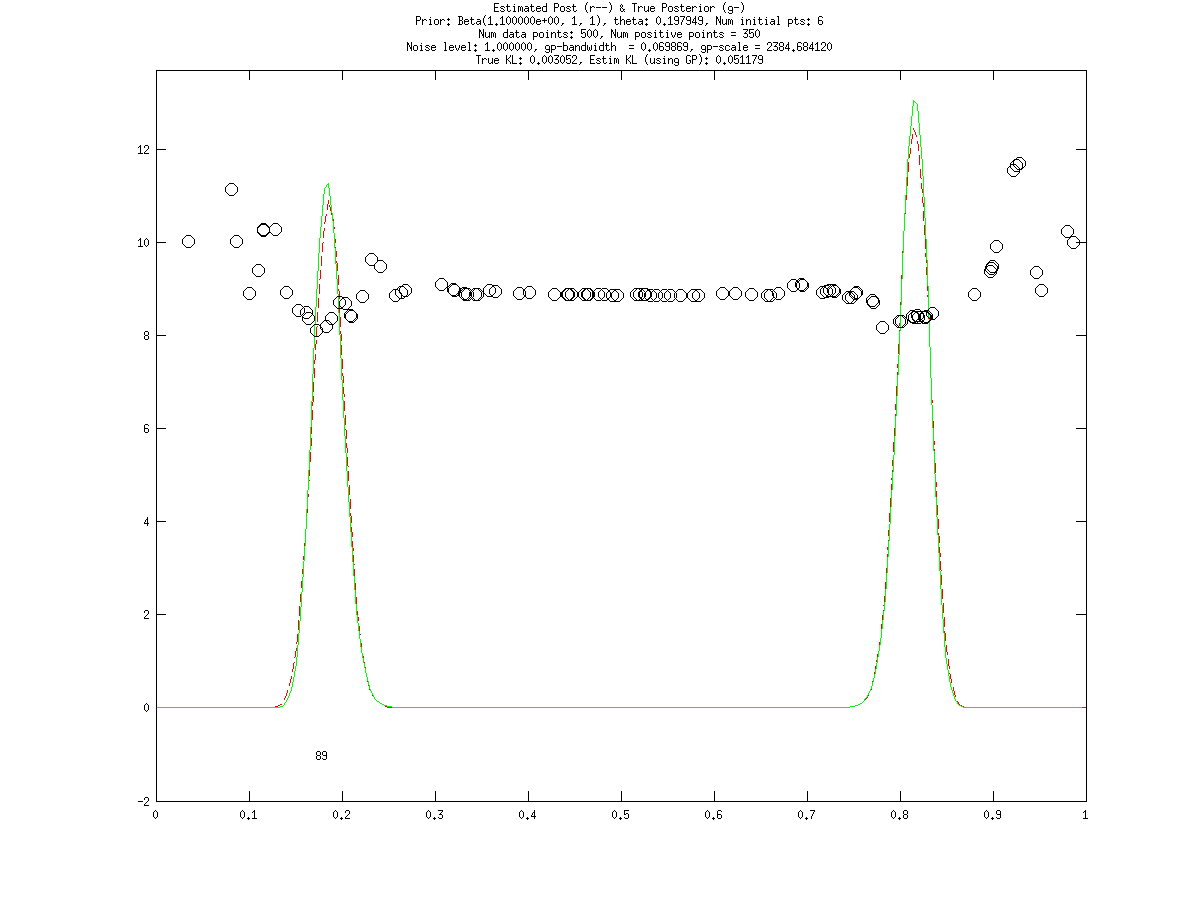 Estimated Post (r--) & True Posterior (g-)
Prior: Beta(1.100000e+00, 1, 1), theta: 0.197949, Num initial pts: 6
Num data points: 500, Num positive points = 350
Noise level: 1.000000, gp-bandwidth  = 0.069869, gp-scale = 2384.684120
True KL: 0.003052, Estim KL (using GP): 0.051179
12
10
8
6
4
2
0
89
-2
0 0.1 0.2 0.3 0.4 0.5 0.6 0.7 0.8 0.9 1